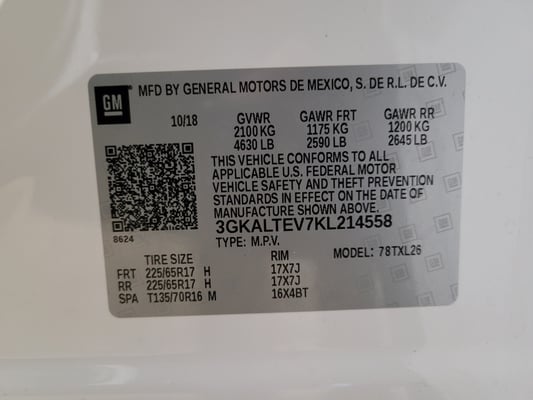 GM MFD BY GENERAL MOTORS DE MEXICO, S. DE R.L. DE C.V.
10/18 GVWR GAWR FRT GAWR RR
2100 KG 1175 KG 1200 KG
4630 LB 2590 LB 2645 LB
THIS VEHICLE CONFORMS TO ALL
APPLICABLE U.S. FEDERAL MOTOR
VEHICLE SAFETY AND THEFT PREVENTION
STANDARDS IN EFFECT ON THE DATE OF
MANUFACTURE SHOWN ABOVE.
8624 3GKALTEV7KL214558
TYPE: M.P.V. MODEL: 78TXL26
TIRE SIZE RIM
FRT 225/65R17 H 17X7J
RR 225/65R17 H 17X7J
SPA T135/70R16 M 16X4BT